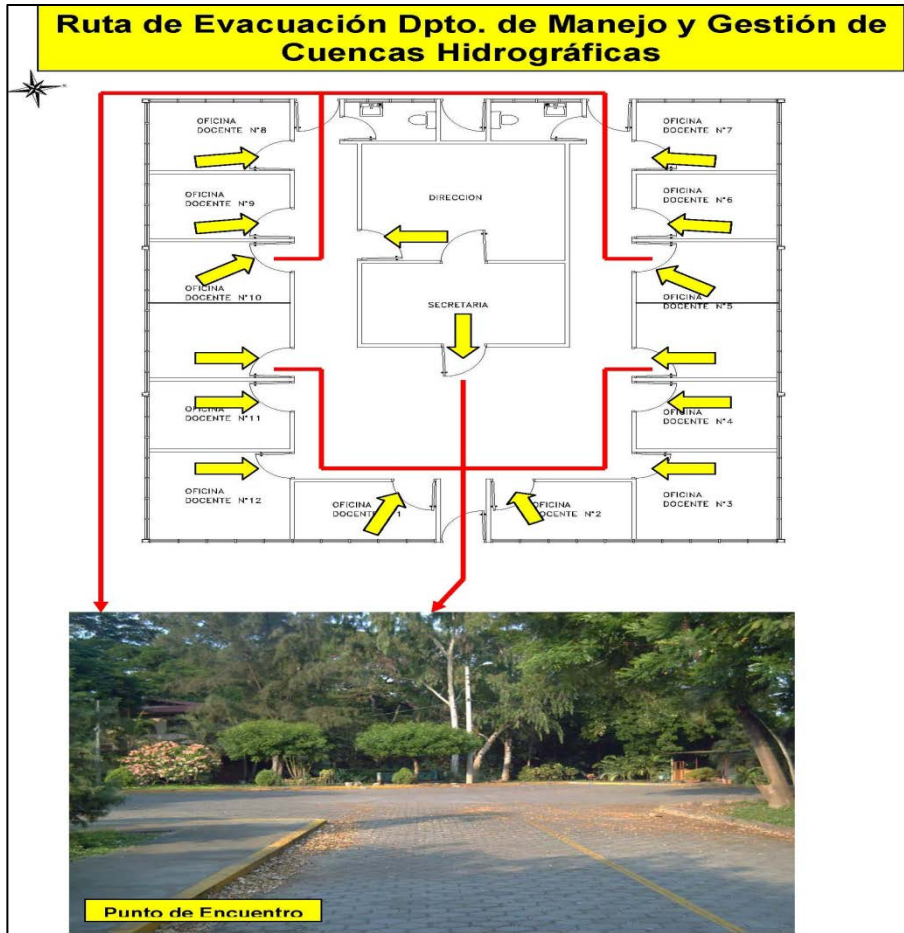 Ruta de Evacuación Dpto. de Manejo y Gestión de
Cuencas Hidrográficas
OFICINA
DOCENTE N°8
OFICINA
DOCENTE N°7
OFICINA
DOCENTE N°9
DIRECCION
OFICINA
DOCENTE N°6
OFICINA
DOCENTE N°10
SECRETARIA
OFICINA
DOCENTE N°5
OFICINA
DOCENTE N°11
OFICINA
DOCENTE N°4
OFICINA
DOCENTE N°12
OFICINA
DOCENTE 1
OFICINA
DOCENTE N°2
OFICINA
DOCENTE N°3
Punto de Encuentro